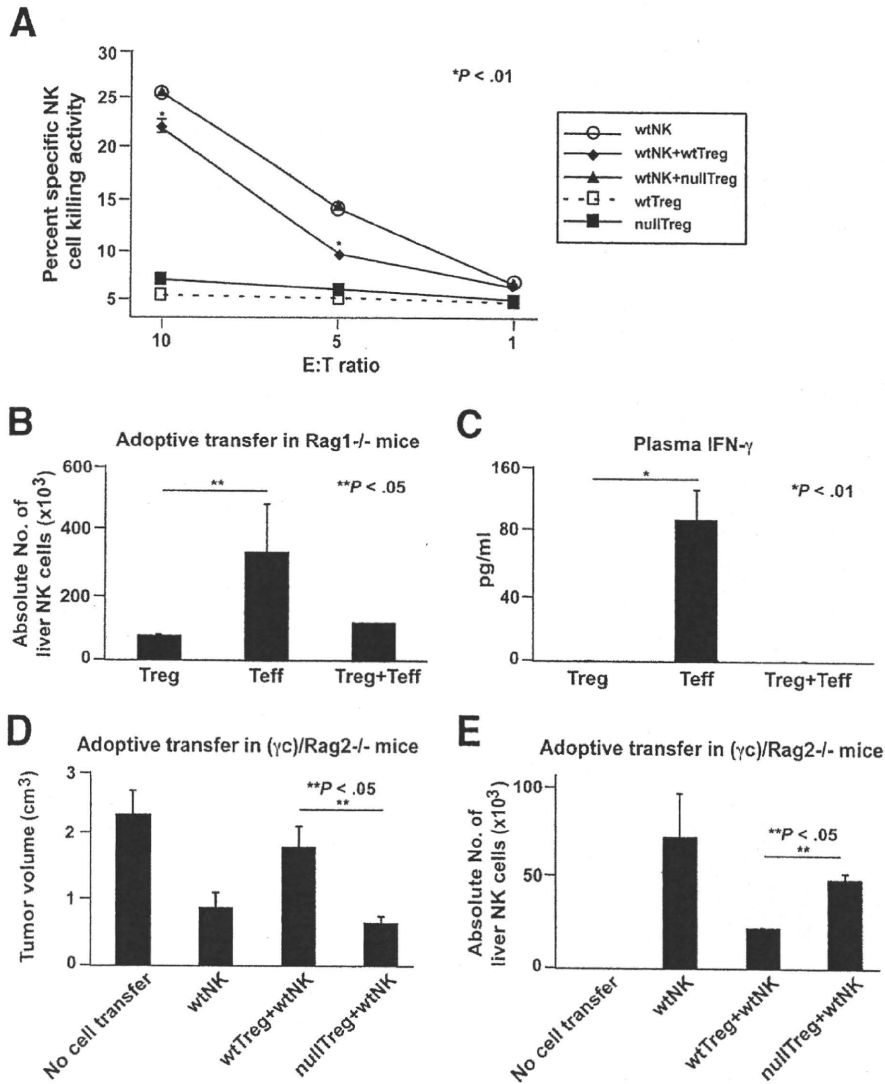 A
Percent specific NK
cell killing activity
30
25
20
15
10
5
*P < .01
*
*
10
5
1
E:T ratio
wtNK
wtNK+wtTreg
wtNK+nullTreg
wtTreg
nullTreg
B
Adoptive transfer in Rag1-/- mice
Absolute No. of
liver NK cells (x10³)
600
400
200
0
**
**P < .05
Treg
Teff
Treg+Teff
C
Plasma IFN-γ
pg/ml
160
80
40
0
*
*P < .01
Treg
Teff
Treg+Teff
D
Adoptive transfer in (γc)/Rag2-/- mice
Tumor volume (cm³)
3
2
1
0
**P < .05
**
No cell transfer
wtNK
wtTreg+wtNK
nullTreg+wtNK
E
Adoptive transfer in (γc)/Rag2-/- mice
Absolute No. of
liver NK cells (x10³)
100
50
0
**P < .05
**
No cell transfer
wtNK
wtTreg+wtNK
nullTreg+wtNK